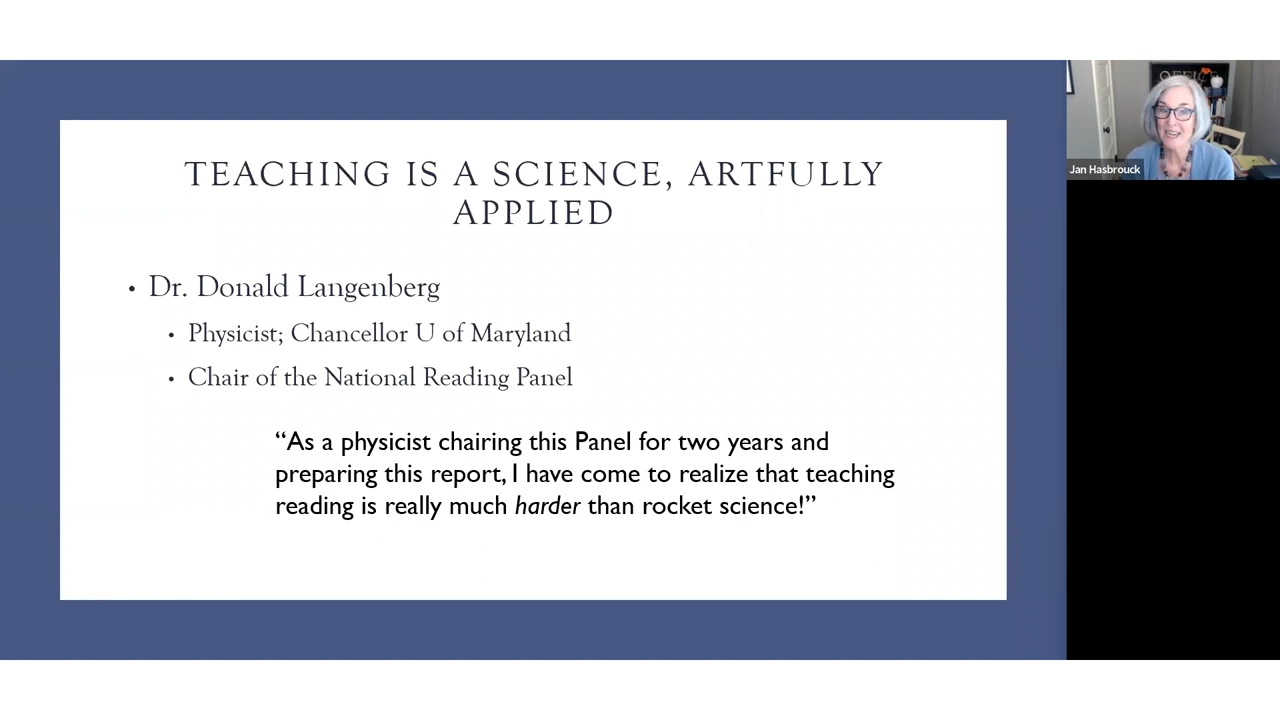 TEACHING IS A SCIENCE, ARTFULLY
APPLIED
• Dr. Donald Langenberg
• Physicist; Chancellor U of Maryland
• Chair of the National Reading Panel
“As a physicist chairing this Panel for two years and
preparing this report, I have come to realize that teaching
reading is really much harder than rocket science!”
OFFICE
Jan Hasbrouck